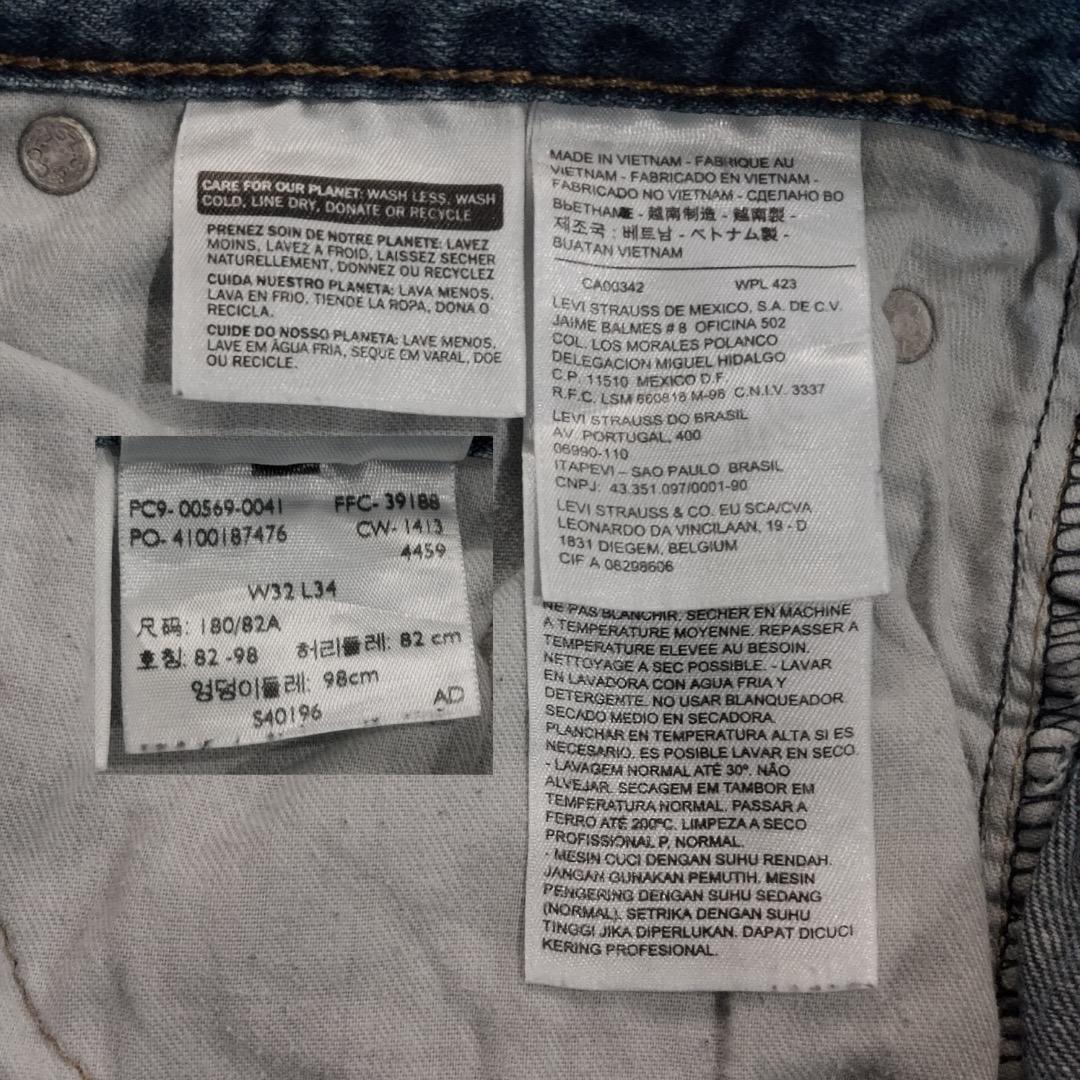 CARE FOR OUR PLANET: WASH LESS, WASH
COLD, LINE DRY, DONATE OR RECYCLE
PRENEZ SOIN DE NOTRE PLANETE: LAVEZ
MOINS, LAVEZ A FROID, LAISSEZ SECHER
NATURELLEMENT, DONNEZ OU RECYCLEZ
CUIDA NUESTRO PLANETA: LAVA MENOS,
LAVA EN FRIO, TIENDE LA ROPA, DONA O
RECICLA.
CUIDE DO NOSSO PLANETA: LAVE MENOS,
LAVE EM ÁGUA FRIA, SEQUE EM VARAL, DOE
OU RECICLE.
PC9- 00569-0041 FFC- 39188
PO- 4100187476 CW- 1413
4459
W32 L34
尺码: 180/82A
호칭: 82 -98 허리둘레: 82 cm
엉덩이둘레: 98cm
AD
S40196
MADE IN VIETNAM - FABRIQUE AU
VIETNAM - FABRICADO EN VIETNAM -
FABRICADO NO VIETNAM - СДЕЛАНО ВО
ВЬЕТНАМЕ - 越南制造 - 越南製 -
제조국 : 베트남 - ベトナム製 -
BUATAN VIETNAM
CA00342 WPL 423
LEVI STRAUSS DE MEXICO, S.A. DE C.V.
JAIME BALMES # 8 OFICINA 502
COL. LOS MORALES POLANCO
DELEGACION MIGUEL HIDALGO
C.P. 11510 MEXICO D.F.
R.F.C. LSM 660816 M-96 C.N.I.V. 3337
LEVI STRAUSS DO BRASIL
AV. PORTUGAL, 400
06990-110
ITAPEVI – SAO PAULO BRASIL
CNPJ: 43.351.097/0001-90
LEVI STRAUSS & CO. EU SCA/CVA
LEONARDO DA VINCILAAN, 19 - D
1831 DIEGEM, BELGIUM
CIF A 08298606
NE PAS BLANCHIR. SECHER EN MACHINE
A TEMPERATURE MOYENNE. REPASSER A
TEMPERATURE ELEVEE AU BESOIN.
NETTOYAGE A SEC POSSIBLE. - LAVAR
EN LAVADORA CON AGUA FRIA Y
DETERGENTE. NO USAR BLANQUEADOR.
SECADO MEDIO EN SECADORA.
PLANCHAR EN TEMPERATURA ALTA SI ES
NECESARIO. ES POSIBLE LAVAR EN SECO.
- LAVAGEM NORMAL ATÉ 30º. NÃO
ALVEJAR. SECAGEM EM TAMBOR EM
TEMPERATURA NORMAL. PASSAR A
FERRO ATÉ 200ºC. LIMPEZA A SECO
PROFISSIONAL P, NORMAL.
- MESIN CUCI DENGAN SUHU RENDAH.
JANGAN GUNAKAN PEMUTIH. MESIN
PENGERING DENGAN SUHU SEDANG
(NORMAL). SETRIKA DENGAN SUHU
TINGGI JIKA DIPERLUKAN. DAPAT DICUCI
KERING PROFESIONAL.